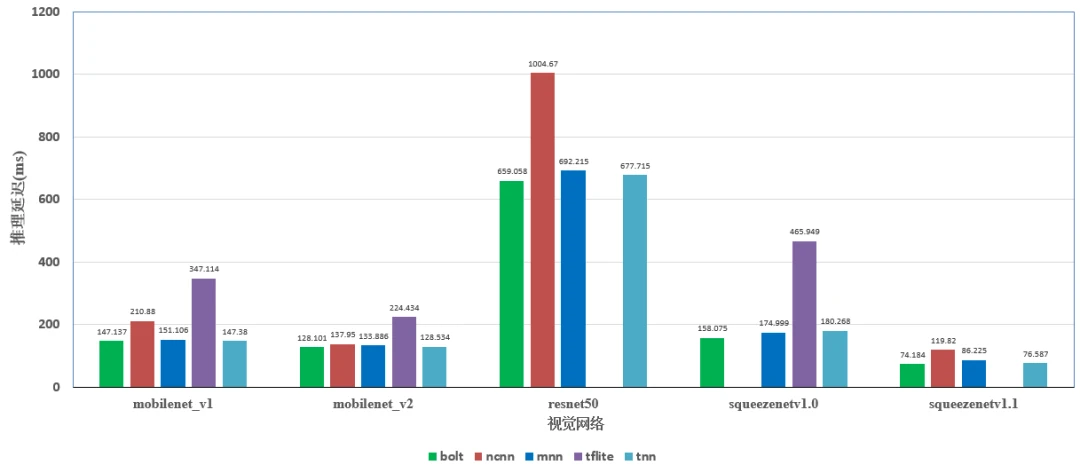 1200
1000
800
600
400
200
0
推理延迟(ms)
147.137 210.88 151.106 347.114 147.38
128.101 137.95 133.886 224.434 128.534
659.058 1004.67 692.215 677.715
158.075 174.999 465.949 180.268
74.184 119.82 86.225 76.587
mobilenet_v1 mobilenet_v2 resnet50 squeezenetv1.0 squeezenetv1.1
视觉网络
bolt ncnn mnn tflite tnn